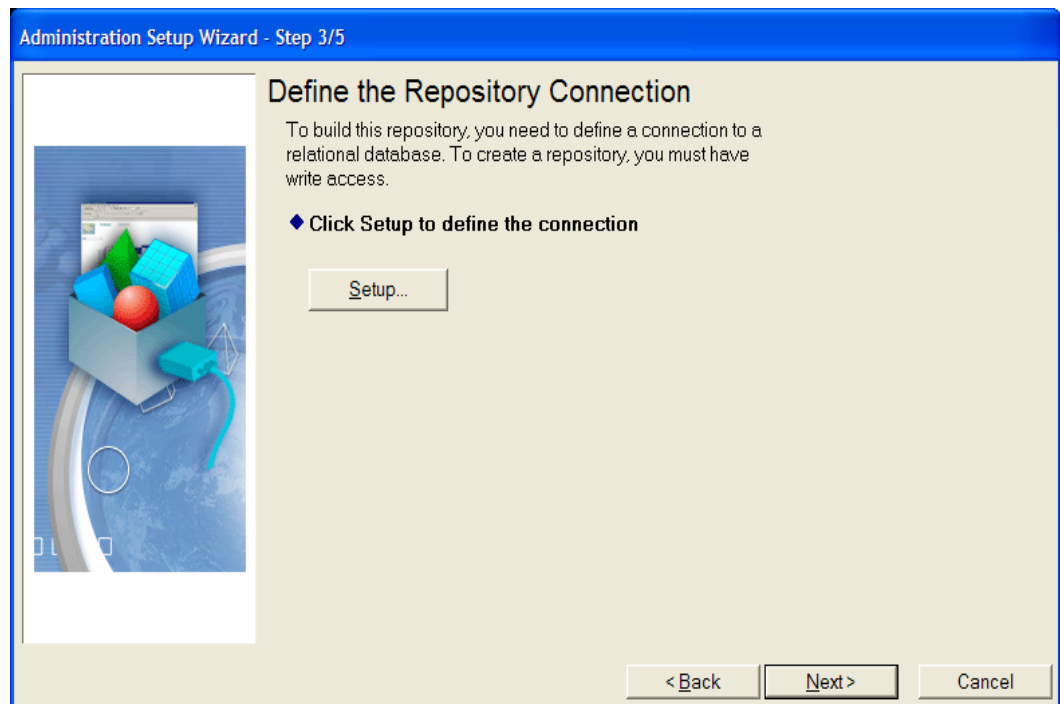 Administration Setup Wizard - Step 3/5
Define the Repository Connection
To build this repository, you need to define a connection to a
relational database. To create a repository, you must have
write access.
Click Setup to define the connection
Setup...
< Back Next > Cancel